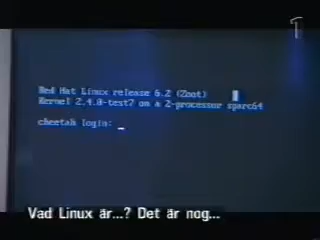 1
Red Hat Linux release 6.2 (Zoot)
Kernel 2.4.0-test7 on a 2-processor sparc64
cheetah login: _
Vad Linux är...? Det är nog...